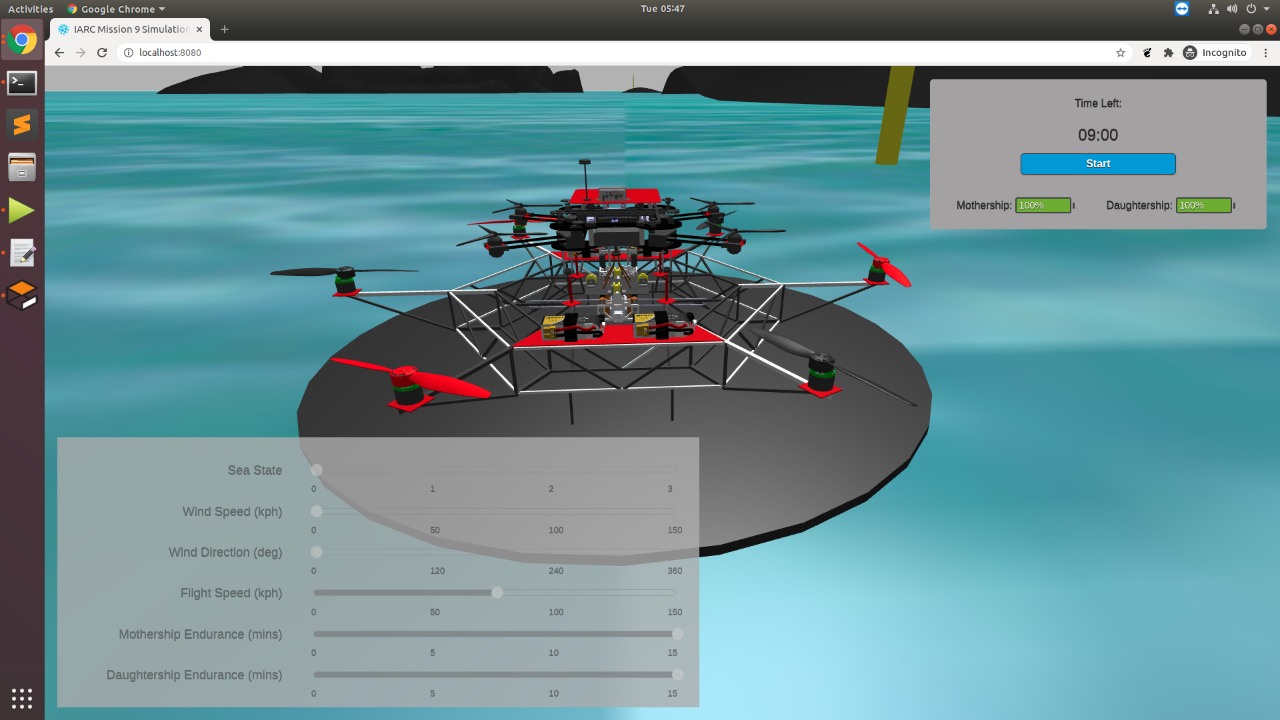 Activities
Google Chrome
Tue 05:47
IARC Mission 9 Simulation
localhost:8080
Incognito
Time Left:
09:00
Start
Mothership: 100% Daughtership: 100%
Sea State
0 1 2 3
Wind Speed (kph)
0 50 100 150
Wind Direction (deg)
0 120 240 360
Flight Speed (kph)
0 50 100 150
Mothership Endurance (mins)
0 5 10 15
Daughtership Endurance (mins)
0 5 10 15